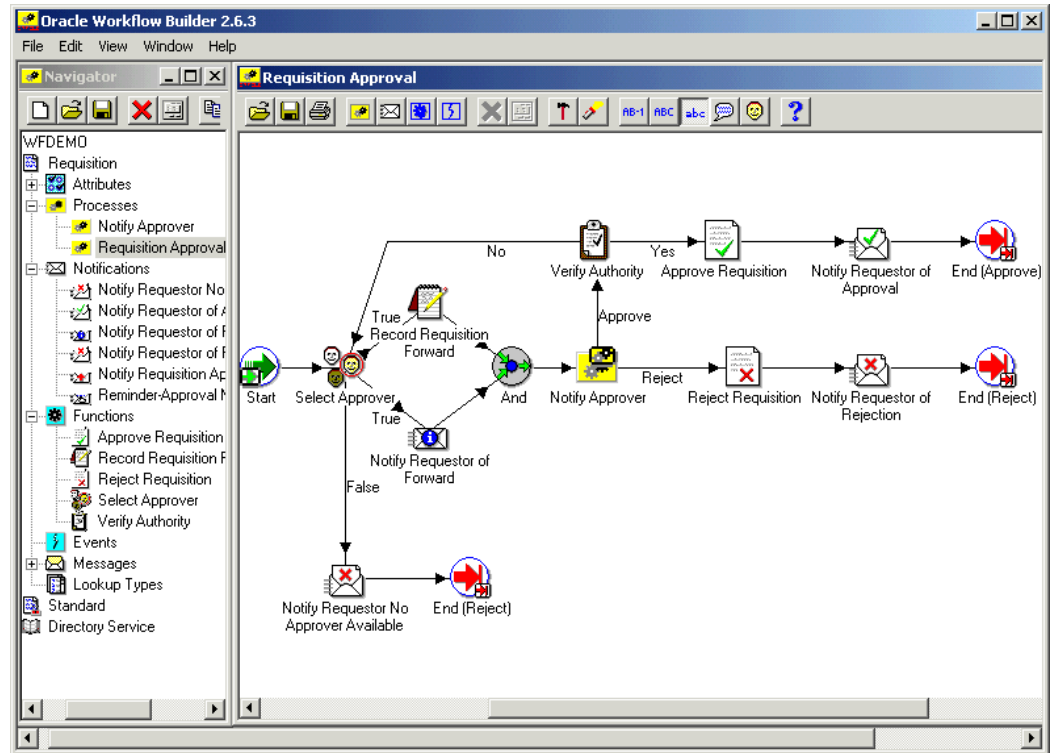 Oracle Workflow Builder 2.6.3
File Edit View Window Help
Navigator
WFDEMO
Requisition
Attributes
Processes
Notify Approver
Requisition Approval
Notifications
Notify Requestor No
Notify Requestor of A
Notify Requestor of F
Notify Requestor of F
Notify Requisition Ap
Reminder-Approval N
Functions
Approve Requisition
Record Requisition F
Reject Requisition
Select Approver
Verify Authority
Events
Messages
Lookup Types
Standard
Directory Service
Requisition Approval
AB-1 ABC abc ?
No
Verify Authority
Yes
Approve Requisition
Notify Requestor of
Approval
End (Approve)
True
Record Requisition
Forward
Approve
Start
Select Approver
And
Notify Approver
Reject
Reject Requisition
Notify Requestor of
Rejection
End (Reject)
True
Notify Requestor of
Forward
False
Notify Requestor No
Approver Available
End (Reject)